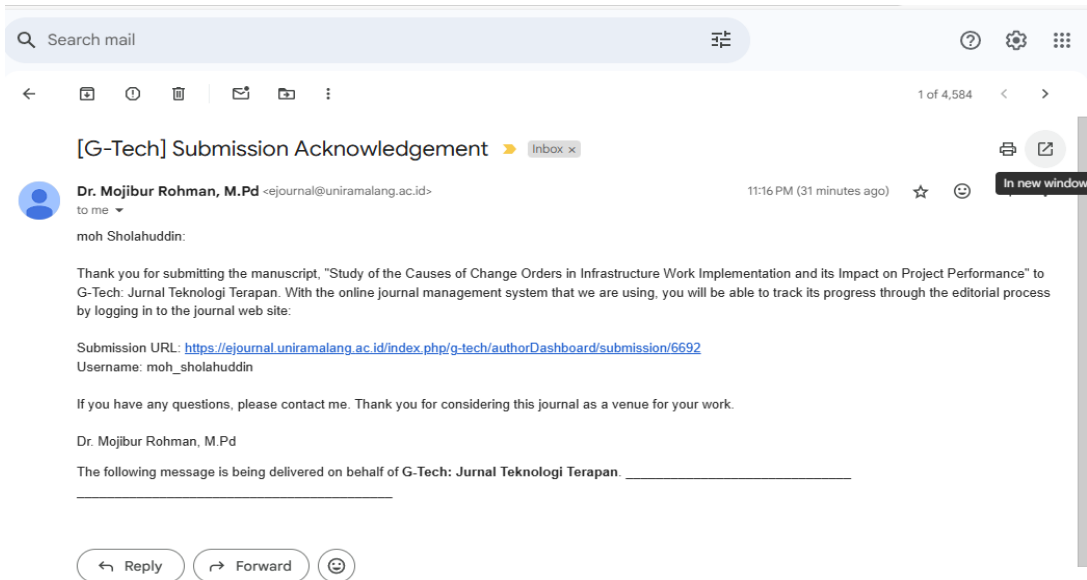 Search mail
1 of 4,584
[G-Tech] Submission Acknowledgement Inbox ×
In new window
Dr. Mojibur Rohman, M.Pd <ejournal@uniramalang.ac.id> 11:16 PM (31 minutes ago)
to me
moh Sholahuddin:
Thank you for submitting the manuscript, "Study of the Causes of Change Orders in Infrastructure Work Implementation and its Impact on Project Performance" to
G-Tech: Jurnal Teknologi Terapan. With the online journal management system that we are using, you will be able to track its progress through the editorial process
by logging in to the journal web site:
Submission URL: https://ejournal.uniramalang.ac.id/index.php/g-tech/authorDashboard/submission/6692
Username: moh_sholahuddin
If you have any questions, please contact me. Thank you for considering this journal as a venue for your work.
Dr. Mojibur Rohman, M.Pd
The following message is being delivered on behalf of G-Tech: Jurnal Teknologi Terapan. ______________________________
__________________________________________
Reply Forward